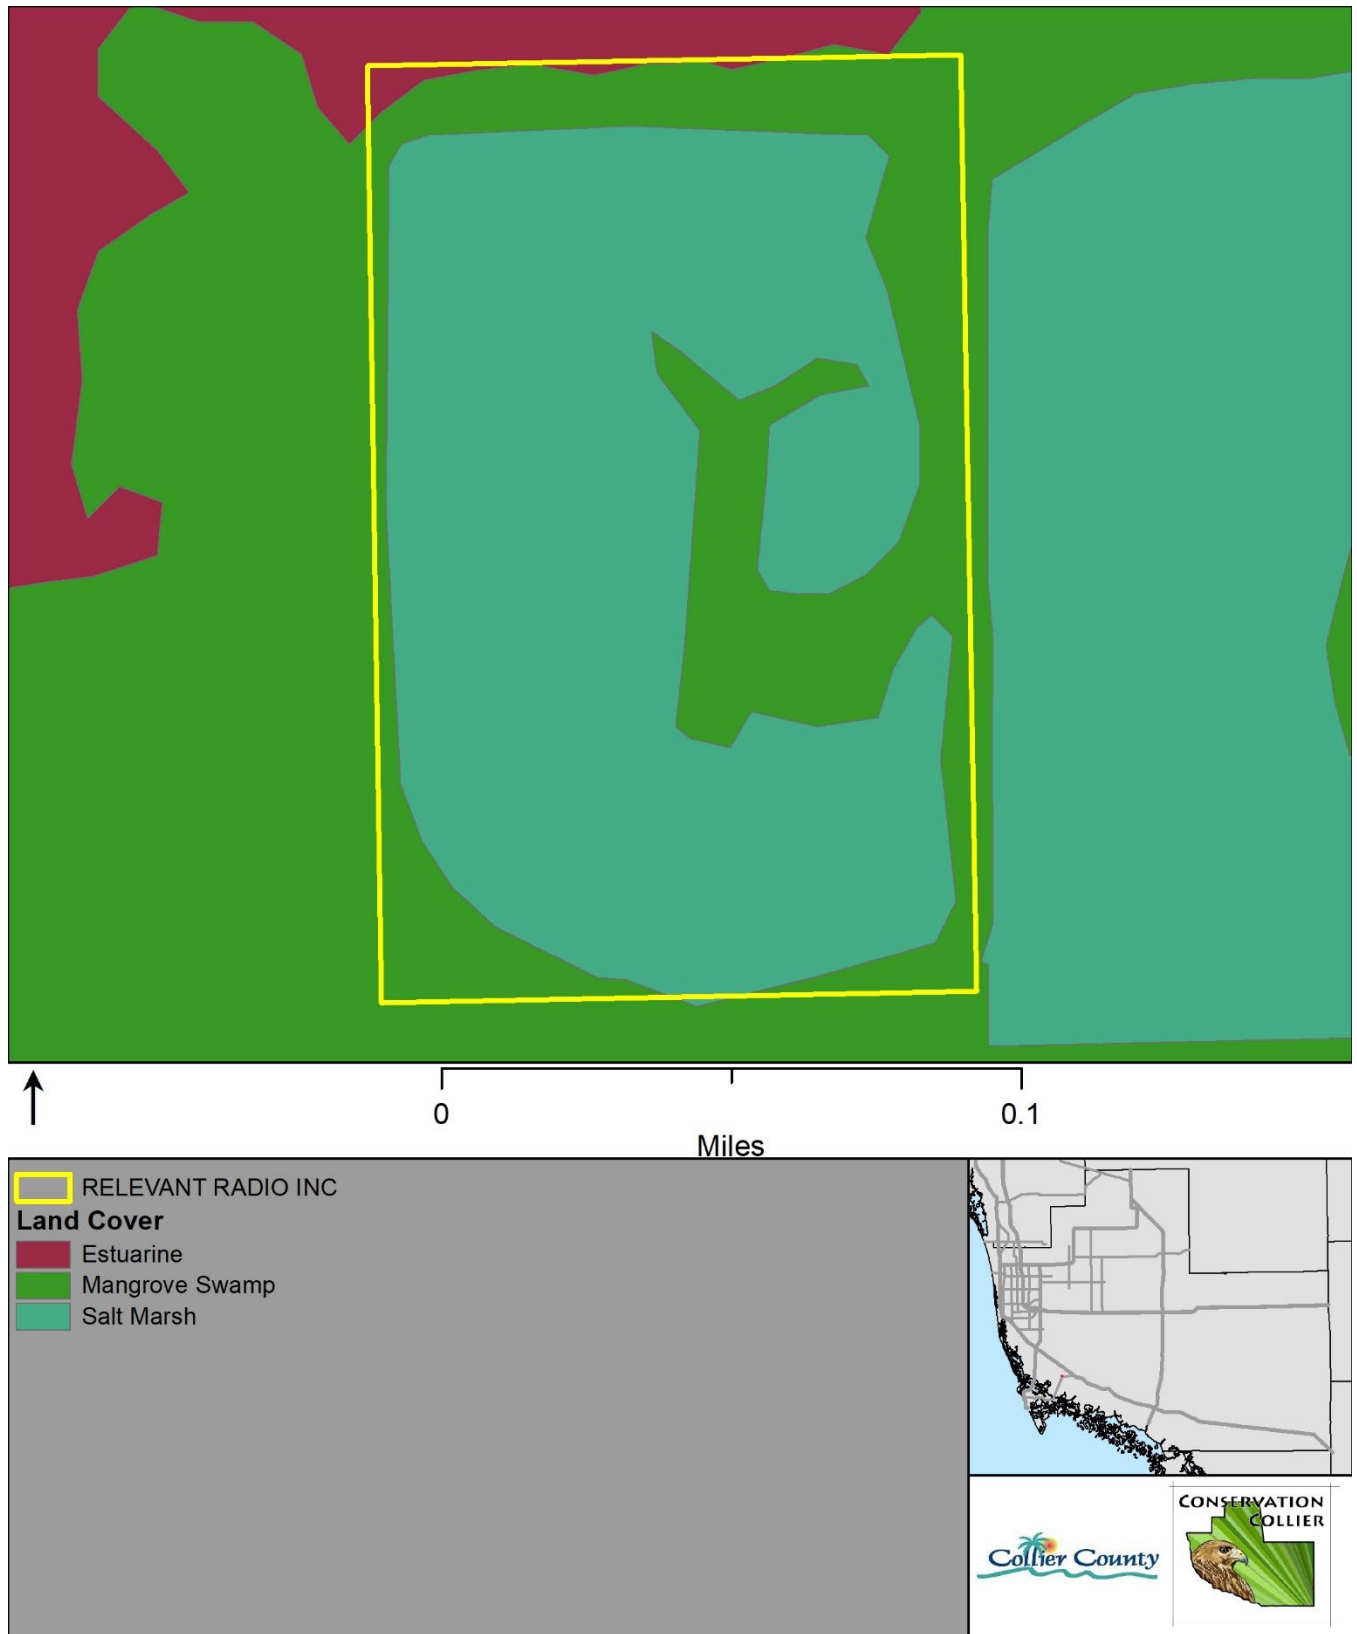 0
0.1
Miles
RELEVANT RADIO INC
Land Cover
Estuarine
Mangrove Swamp
Salt Marsh
CONSERVATION
COLLIER
Collier County